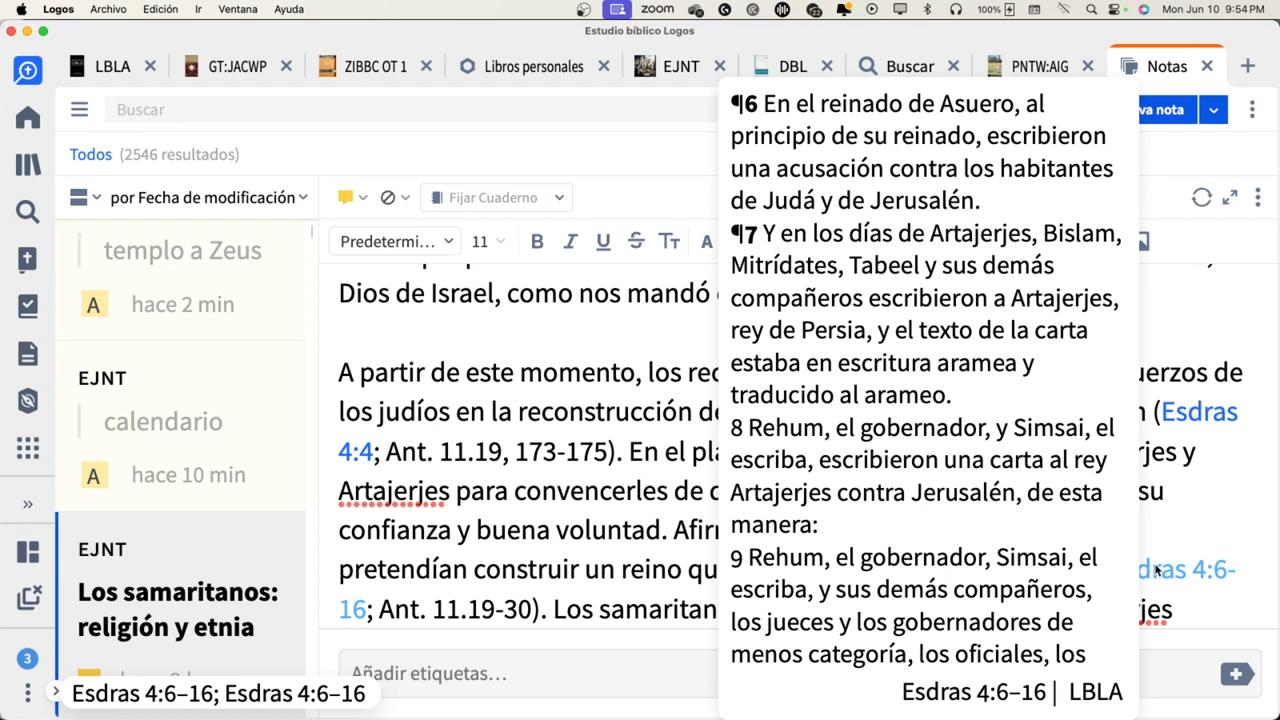 Logos Archivo Edición Ir Ventana Ayuda zoom 100% Mon Jun 10 9:54 PM
Estudio bíblico Logos
LBLA GT:JACWP ZIBBC OT 1 Libros personales EJNT DBL Buscar PNTW:AIG Notas
Buscar
va nota
Todos (2546 resultados)
por Fecha de modificación
Fijar Cuaderno
Predetermi... 11 B I U S Tт A
templo a Zeus
A hace 2 min
EJNT
calendario
A hace 10 min
EJNT
Los samaritanos:
religión y etnia
3
Esdras 4:6–16; Esdras 4:6–16
Dios de Israel, como nos mandó
A partir de este momento, los rec uerzos de
los judíos en la reconstrucción de n (Esdras
4:4; Ant. 11.19, 173-175). En el pla rjes y
Artajerjes para convencerles de su
confianza y buena voluntad. Afirn
pretendían construir un reino qu dras 4:6-
16; Ant. 11.19-30). Los samaritan jes
Añadir etiquetas...
¶6 En el reinado de Asuero, al
principio de su reinado, escribieron
una acusación contra los habitantes
de Judá y de Jerusalén.
¶7 Y en los días de Artajerjes, Bislam,
Mitrídates, Tabeel y sus demás
compañeros escribieron a Artajerjes,
rey de Persia, y el texto de la carta
estaba en escritura aramea y
traducido al arameo.
8 Rehum, el gobernador, y Simsai, el
escriba, escribieron una carta al rey
Artajerjes contra Jerusalén, de esta
manera:
9 Rehum, el gobernador, Simsai, el
escriba, y sus demás compañeros,
los jueces y los gobernadores de
menos categoría, los oficiales, los
Esdras 4:6–16 | LBLA